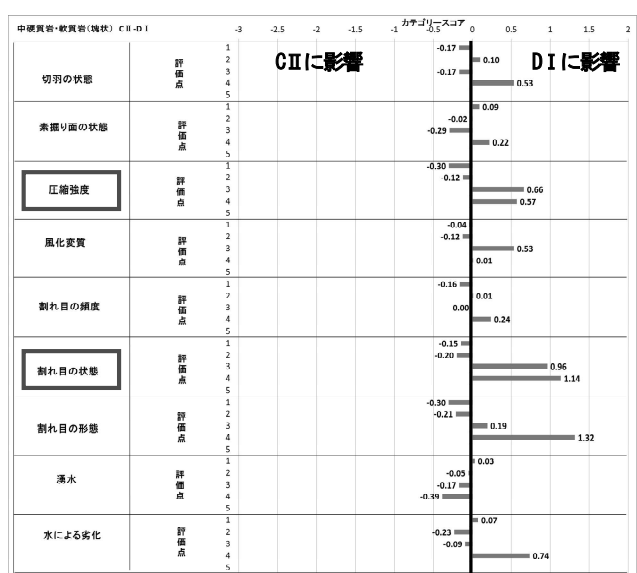 中硬質岩・軟質岩(塊状) CⅡ-DⅠ
カテゴリースコア
-3 -2.5 -2 -1.5 -1 -0.5 0 0.5 1 1.5 2
CⅡに影響 DⅠに影響
切羽の状態
評価点
1 -0.17
2 0.10
3 -0.17
4 0.53
5
素掘り面の状態
評価点
1 0.09
2 -0.02
3 -0.29
4 0.22
5
圧縮強度
評価点
1 -0.30
2 -0.12
3 0.66
4 0.57
5
風化変質
評価点
1 -0.04
2 -0.12
3 0.53
4 0.01
5
割れ目の頻度
評価点
1 -0.16
2 0.01
3 0.00
4 0.24
5
割れ目の状態
評価点
1 -0.15
2 -0.20
3 0.96
4 1.14
5
割れ目の形態
評価点
1 -0.30
2 -0.21
3 0.19
4 1.32
5
湧水
評価点
1 0.03
2 -0.05
3 -0.17
4 -0.39
5
水による劣化
評価点
1 0.07
2 -0.23
3 -0.09
4 0.74
5